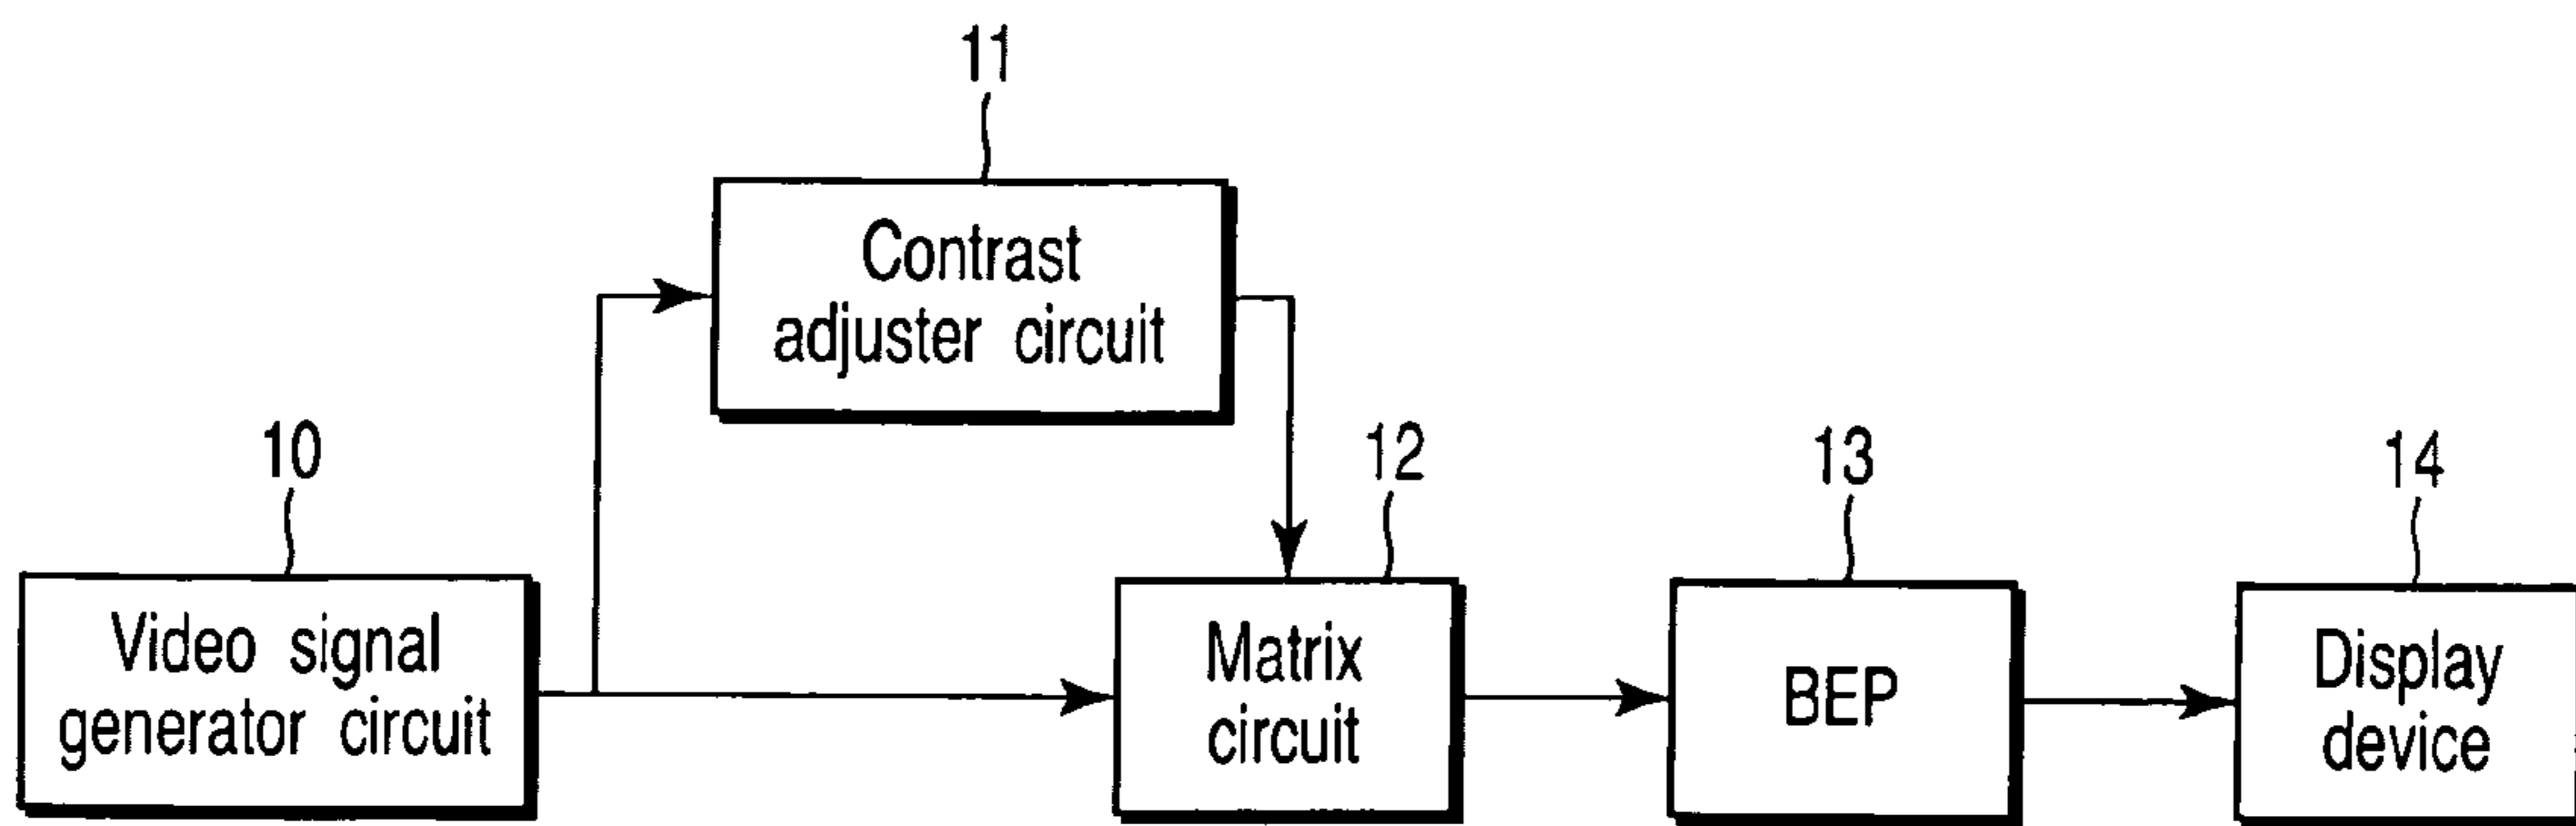 11
Contrast
adjuster circuit
10
12
13
14
Video signal
generator circuit
Matrix
circuit
BEP
Display
device